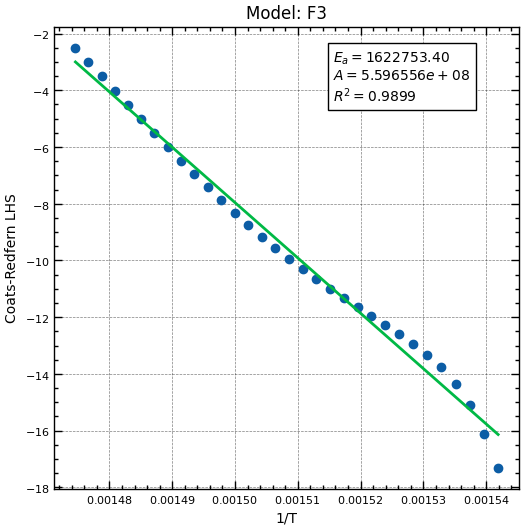 Model: F3
E_a = 1622753.40
A = 5.596556e + 08
R² = 0.9899
Coats-Redfern LHS
−2
−4
−6
−8
−10
−12
−14
−16
−18
0.00148 0.00149 0.00150 0.00151 0.00152 0.00153 0.00154
1/T